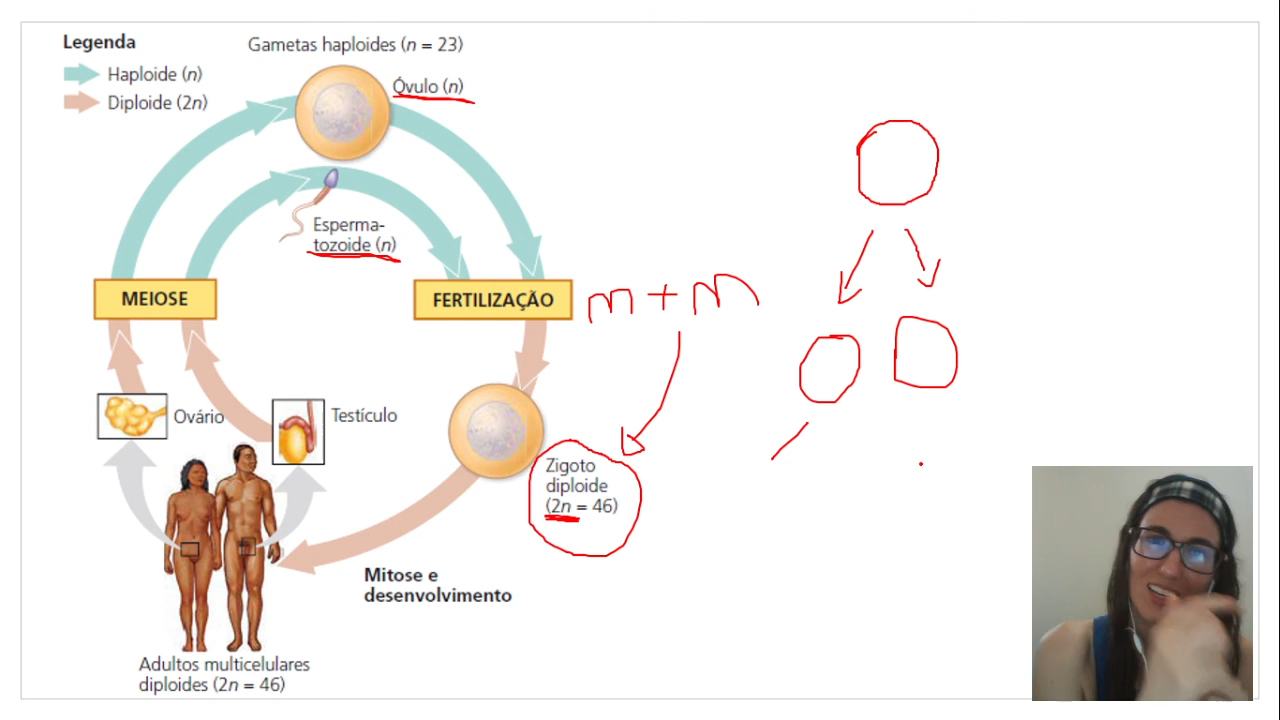 Legenda
Haploide (n)
Diploide (2n)
Gametas haploides (n = 23)
Óvulo (n)
Esperma-
tozoide (n)
MEIOSE
FERTILIZAÇÃO
n + n
Ovário
Testículo
Zigoto
diploide
(2n = 46)
Mitose e
desenvolvimento
Adultos multicelulares
diploides (2n = 46)